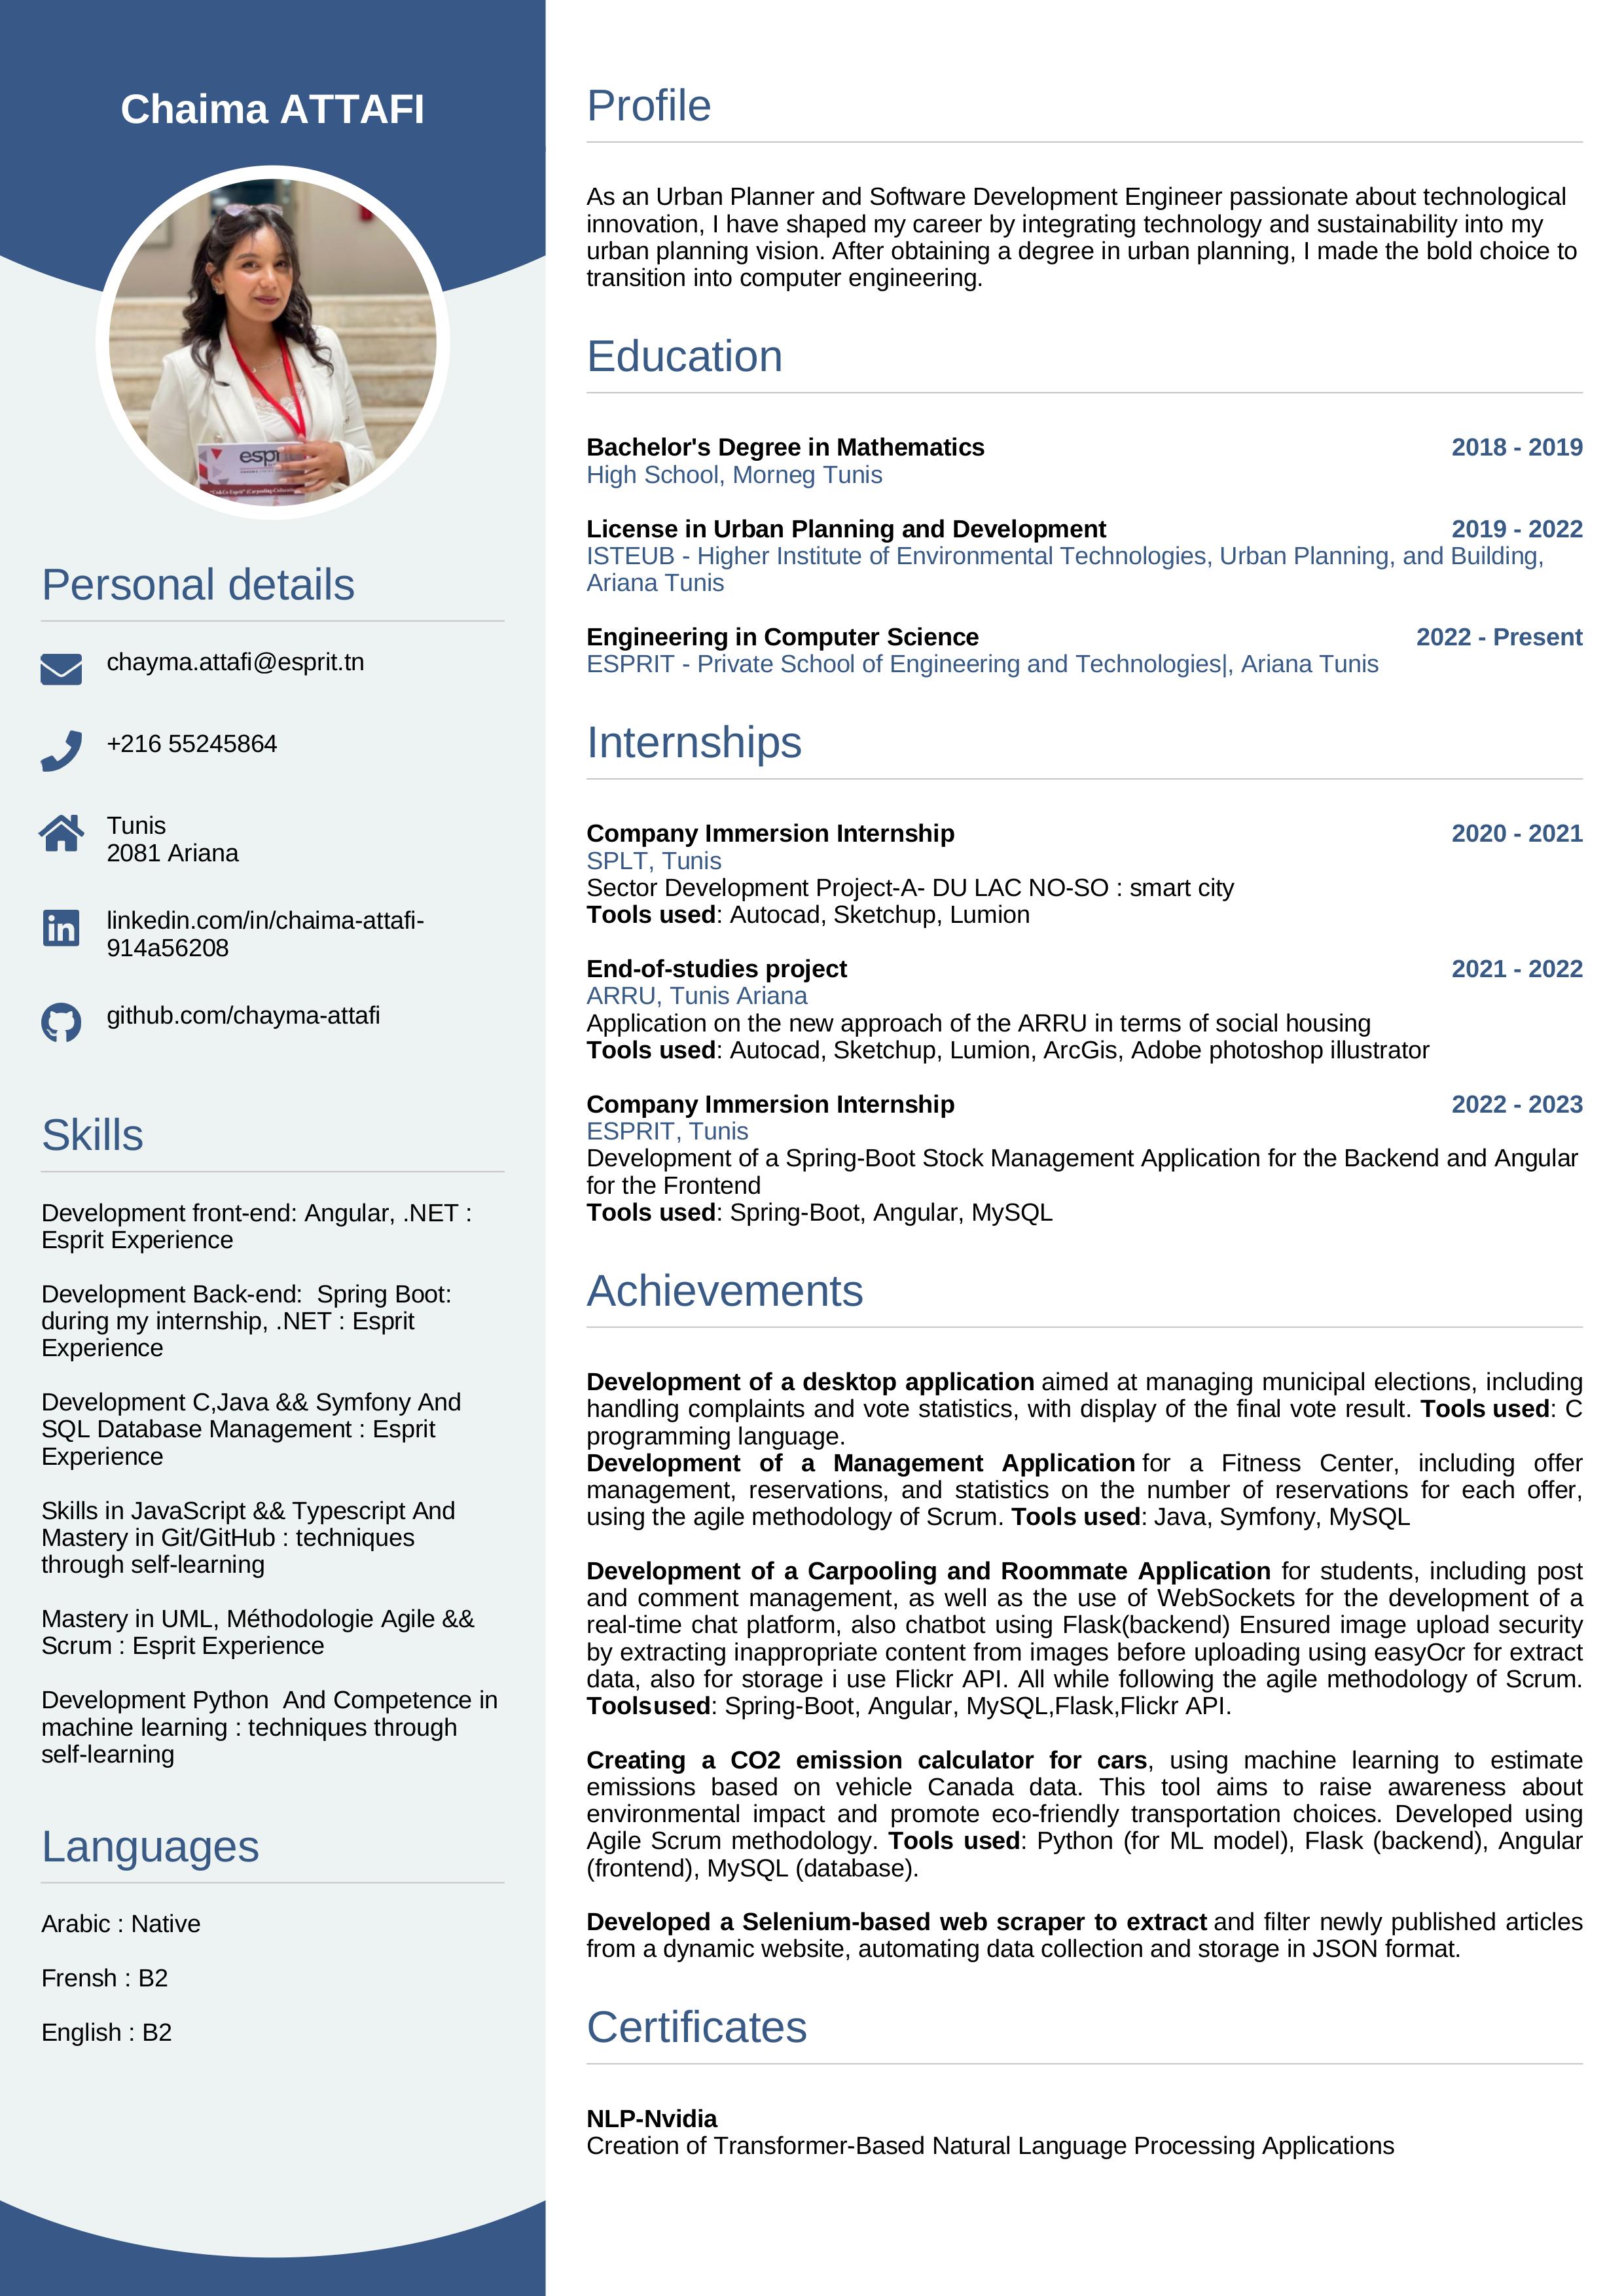 Chaima ATTAFI
espri
Personal details
chayma.attafi@esprit.tn
+216 55245864
Tunis
2081 Ariana
linkedin.com/in/chaima-attafi-
914a56208
github.com/chayma-attafi
Skills
Development front-end: Angular, .NET :
Esprit Experience
Development Back-end:  Spring Boot:
during my internship, .NET : Esprit
Experience
Development C,Java && Symfony And
SQL Database Management : Esprit
Experience
Skills in JavaScript && Typescript And
Mastery in Git/GitHub : techniques
through self-learning
Mastery in UML, Méthodologie Agile &&
Scrum : Esprit Experience
Development Python  And Competence in
machine learning : techniques through
self-learning
Languages
Arabic : Native
Frensh : B2
English : B2
Profile
As an Urban Planner and Software Development Engineer passionate about technological
innovation, I have shaped my career by integrating technology and sustainability into my
urban planning vision. After obtaining a degree in urban planning, I made the bold choice to
transition into computer engineering.
Education
Bachelor's Degree in Mathematics 2018 - 2019
High School, Morneg Tunis
License in Urban Planning and Development 2019 - 2022
ISTEUB - Higher Institute of Environmental Technologies, Urban Planning, and Building,
Ariana Tunis
Engineering in Computer Science 2022 - Present
ESPRIT - Private School of Engineering and Technologies|, Ariana Tunis
Internships
Company Immersion Internship 2020 - 2021
SPLT, Tunis
Sector Development Project-A- DU LAC NO-SO : smart city
Tools used: Autocad, Sketchup, Lumion
End-of-studies project 2021 - 2022
ARRU, Tunis Ariana
Application on the new approach of the ARRU in terms of social housing
Tools used: Autocad, Sketchup, Lumion, ArcGis, Adobe photoshop illustrator
Company Immersion Internship 2022 - 2023
ESPRIT, Tunis
Development of a Spring-Boot Stock Management Application for the Backend and Angular
for the Frontend
Tools used: Spring-Boot, Angular, MySQL
Achievements
Development of a desktop application aimed at managing municipal elections, including
handling complaints and vote statistics, with display of the final vote result. Tools used: C
programming language.
Development of a Management Application for a Fitness Center, including offer
management, reservations, and statistics on the number of reservations for each offer,
using the agile methodology of Scrum. Tools used: Java, Symfony, MySQL
Development of a Carpooling and Roommate Application for students, including post
and comment management, as well as the use of WebSockets for the development of a
real-time chat platform, also chatbot using Flask(backend) Ensured image upload security
by extracting inappropriate content from images before uploading using easyOcr for extract
data, also for storage i use Flickr API. All while following the agile methodology of Scrum.
Toolsused: Spring-Boot, Angular, MySQL,Flask,Flickr API.
Creating a CO2 emission calculator for cars, using machine learning to estimate
emissions based on vehicle Canada data. This tool aims to raise awareness about
environmental impact and promote eco-friendly transportation choices. Developed using
Agile Scrum methodology. Tools used: Python (for ML model), Flask (backend), Angular
(frontend), MySQL (database).
Developed a Selenium-based web scraper to extract and filter newly published articles
from a dynamic website, automating data collection and storage in JSON format.
Certificates
NLP-Nvidia
Creation of Transformer-Based Natural Language Processing Applications